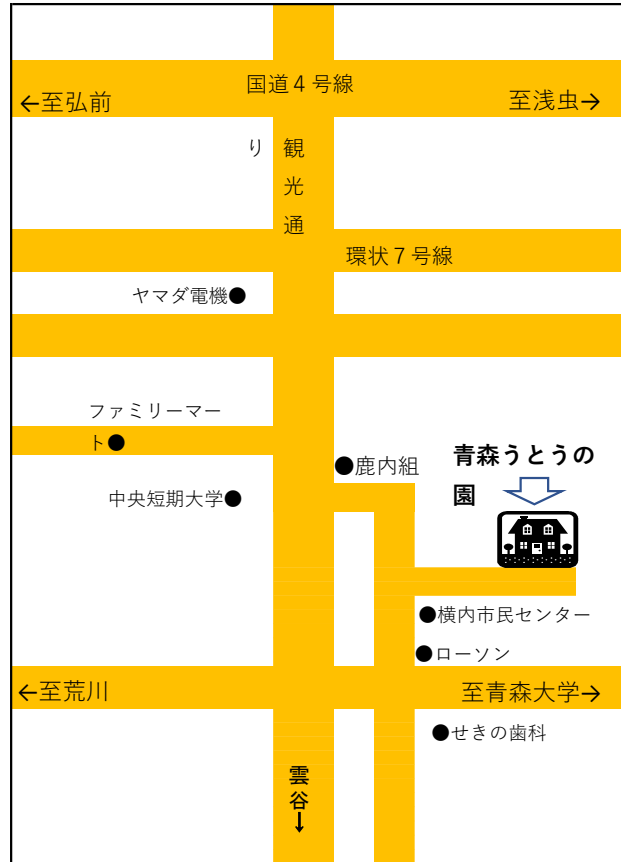 国道４号線
←至弘前
至浅虫→
観光通り
環状７号線
ヤマダ電機●
ファミリーマー
ト●
●鹿内組
青森うとうの
園
中央短期大学●
●横内市民センター
●ローソン
←至荒川
至青森大学→
●せきの歯科
雲谷→